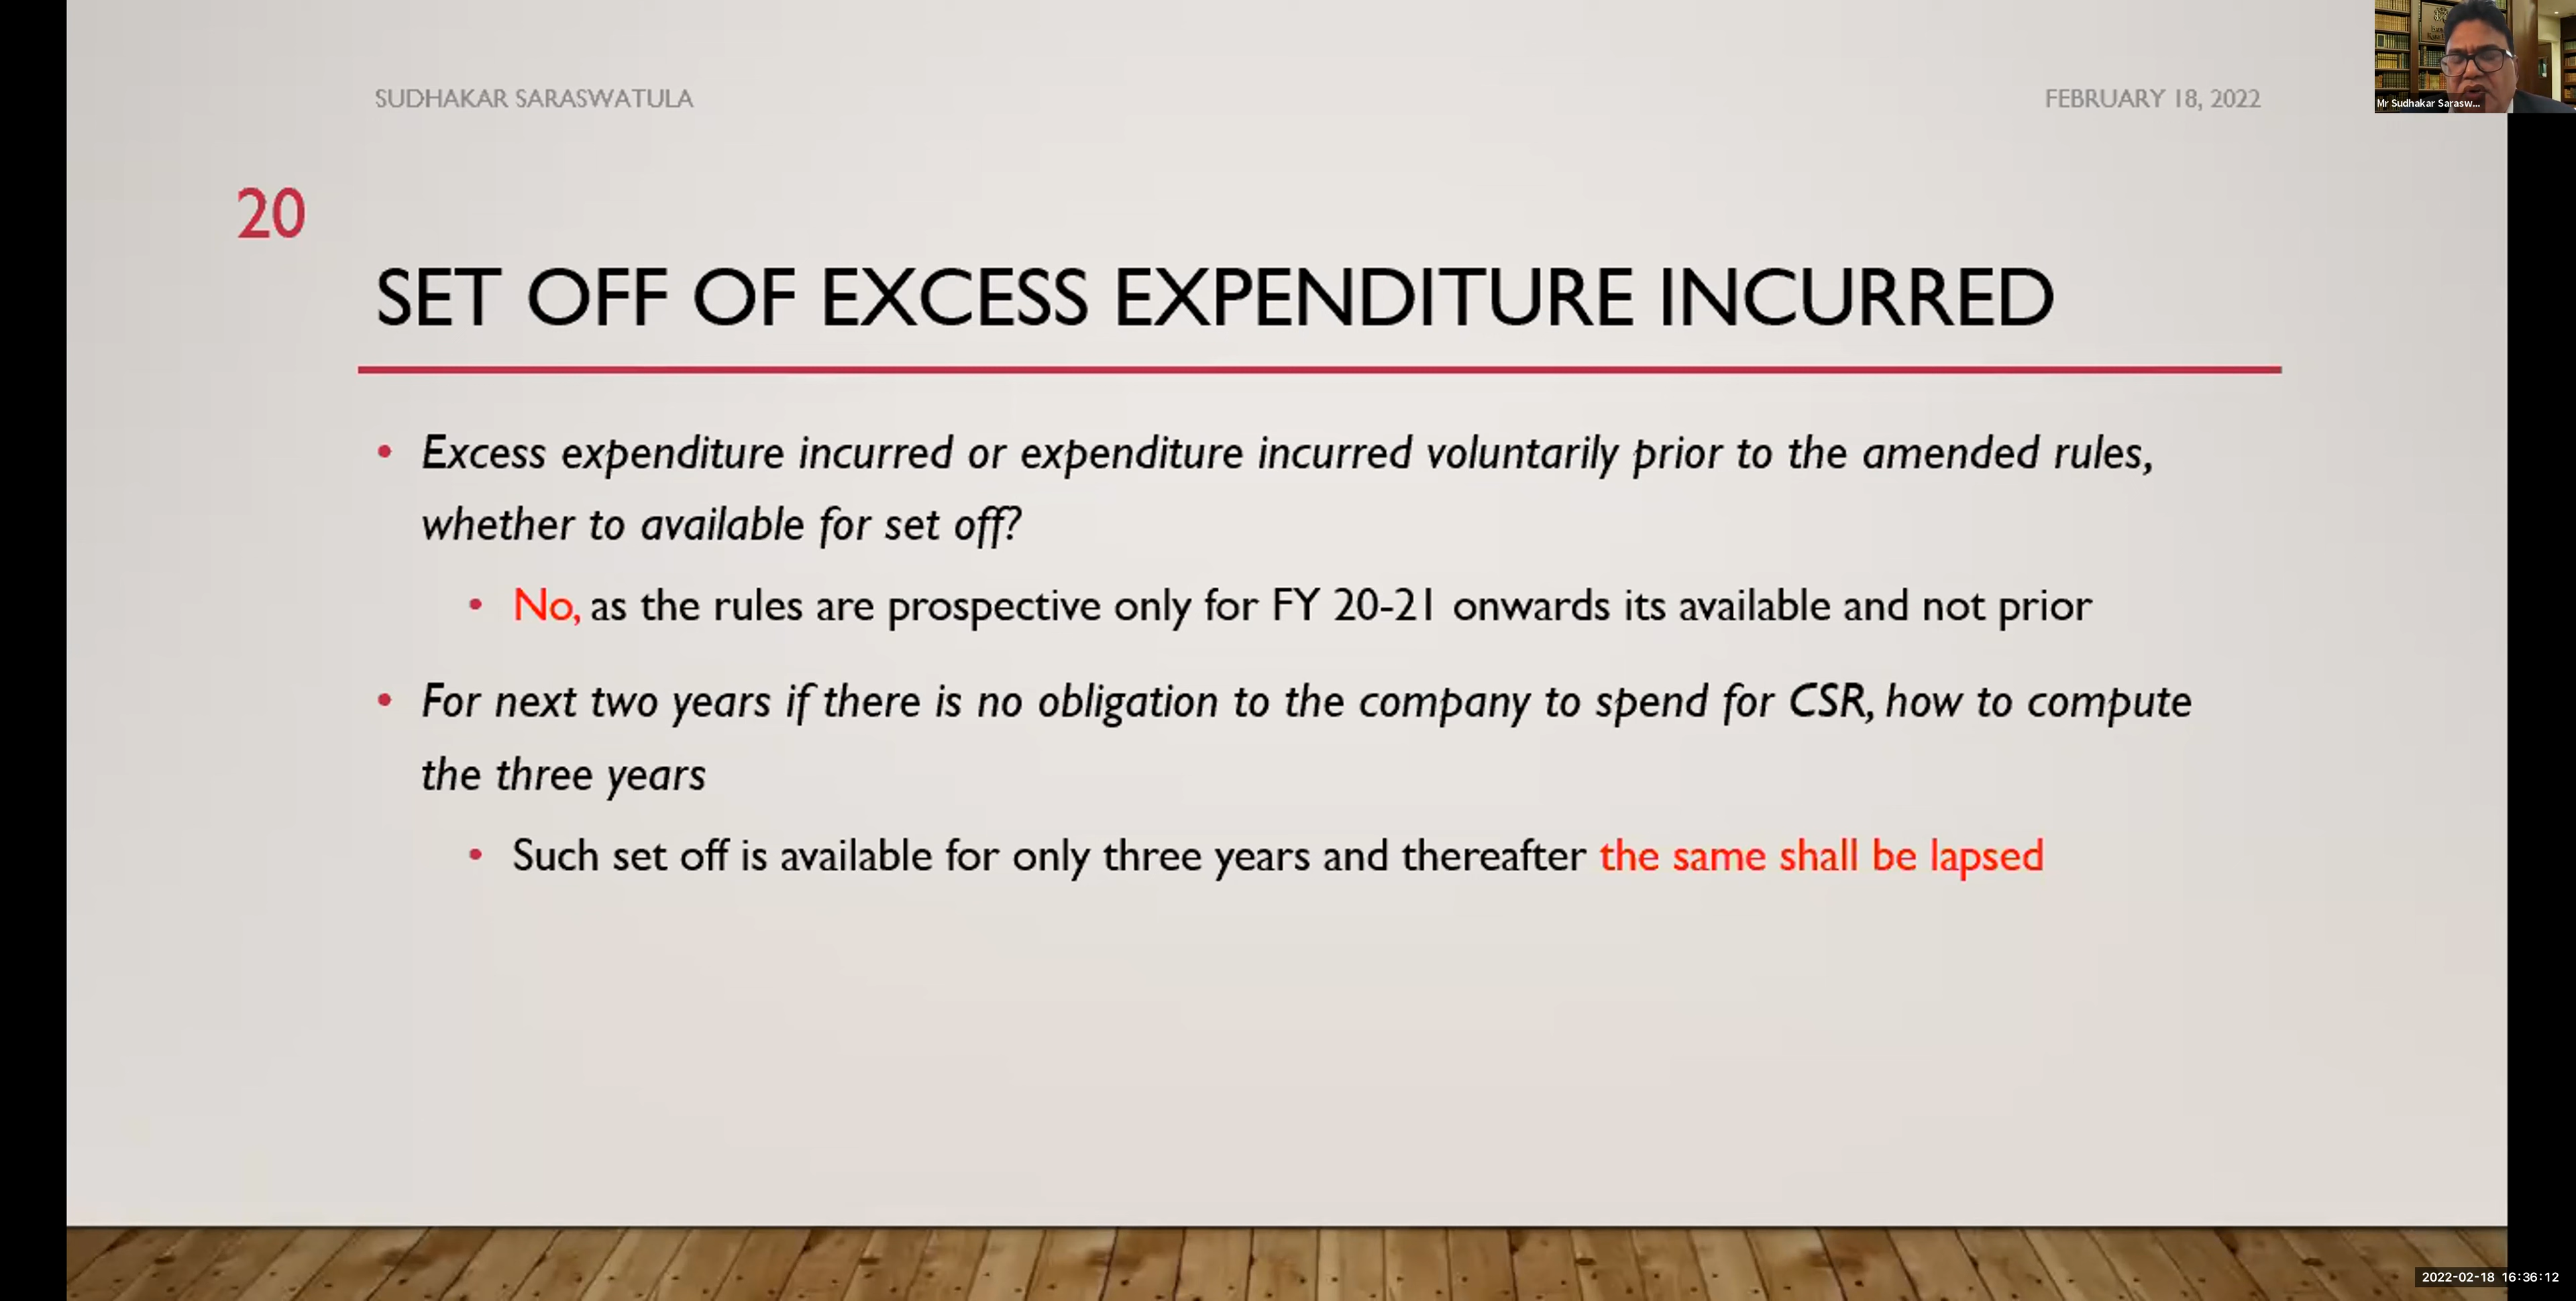 SUDHAKAR SARASWATULA
FEBRUARY 18, 2022
Mr Sudhakar Sarasw...
20
SET OFF OF EXCESS EXPENDITURE INCURRED
• Excess expenditure incurred or expenditure incurred voluntarily prior to the amended rules,
whether to available for set off?
• No, as the rules are prospective only for FY 20-21 onwards its available and not prior
• For next two years if there is no obligation to the company to spend for CSR, how to compute
the three years
• Such set off is available for only three years and thereafter the same shall be lapsed
2022-02-18 16:36:12